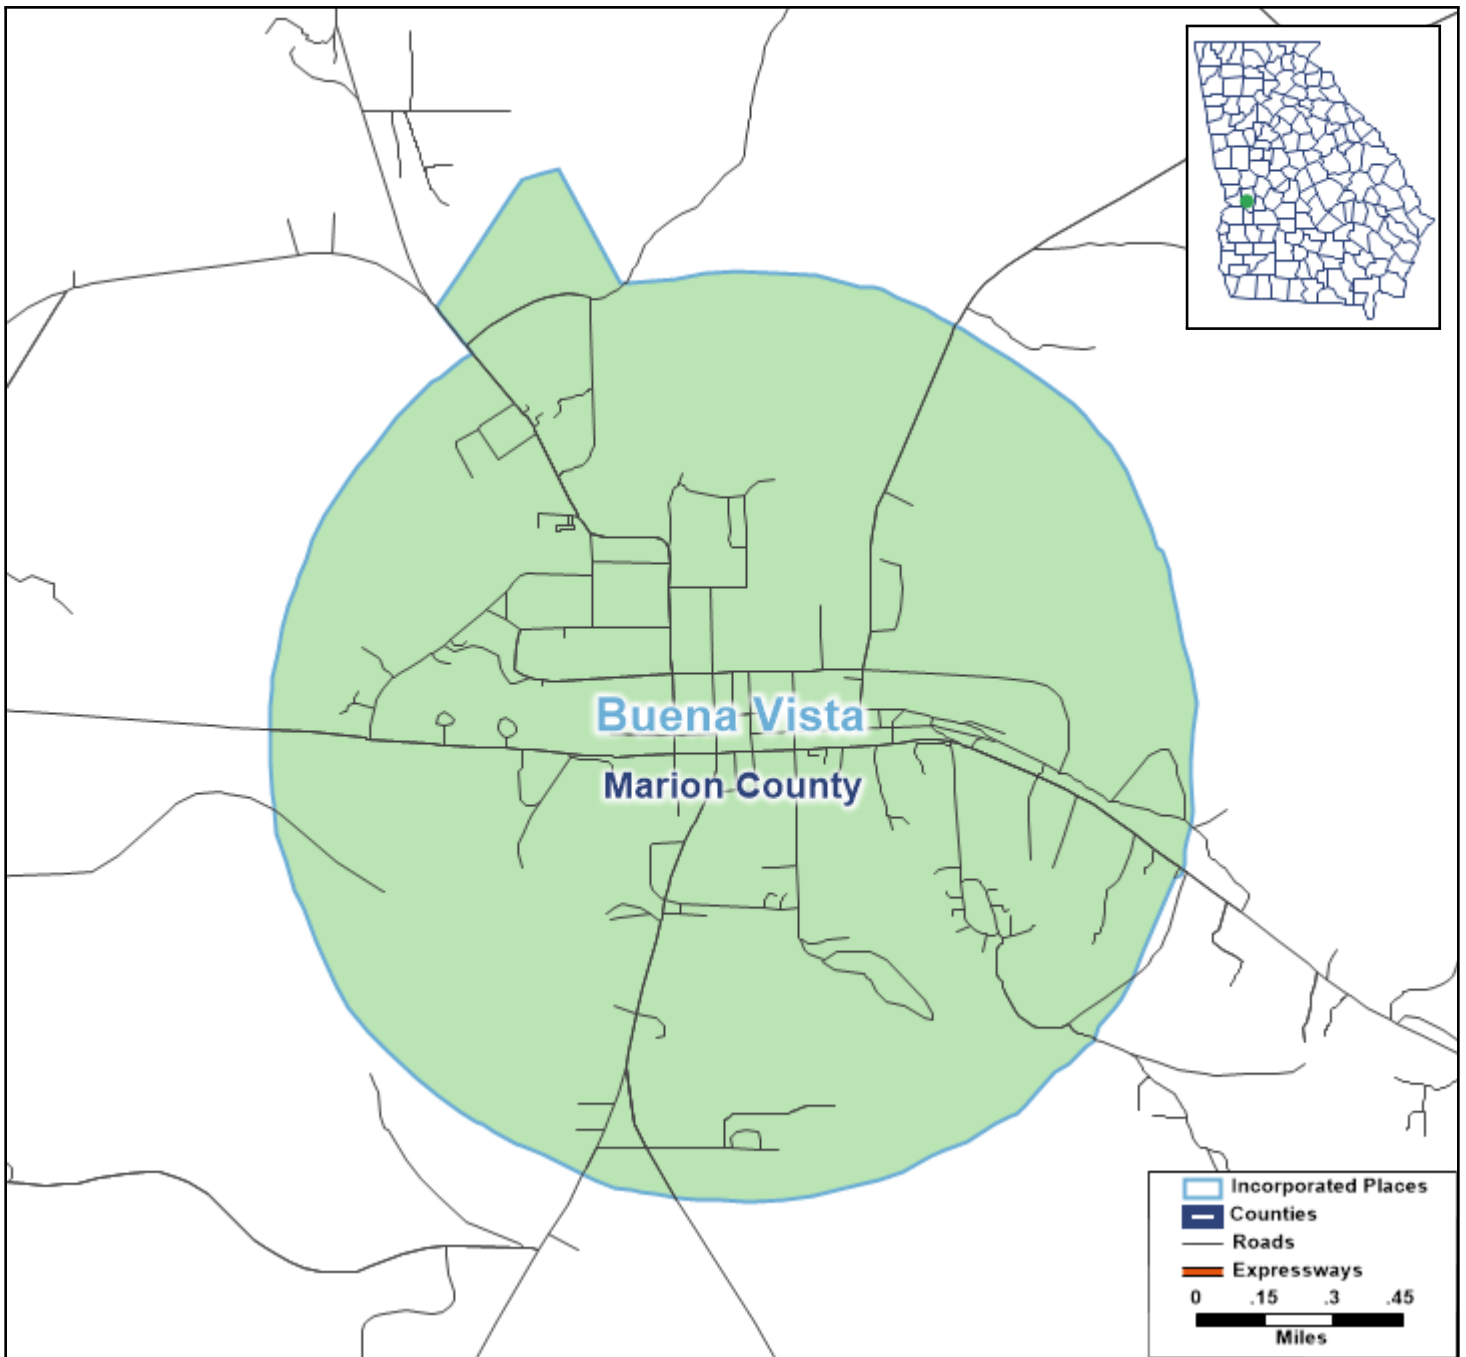 Buena Vista
Marion County
Incorporated Places
Counties
Roads
Expressways
0 .15 .3 .45
Miles